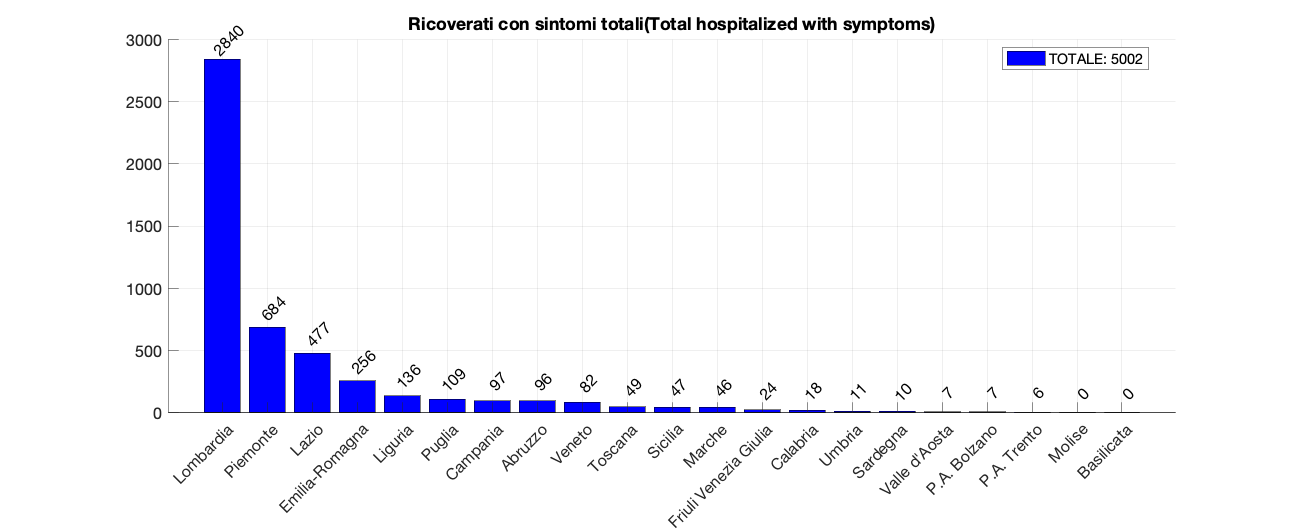 Ricoverati con sintomi totali(Total hospitalized with symptoms)
TOTALE: 5002
3000
2500
2000
1500
1000
500
0
2840
684
477
256
136
109
97
96
82
49
47
46
24
18
11
10
7
7
6
0
0
Lombardia
Piemonte
Lazio
Emilia-Romagna
Liguria
Puglia
Campania
Abruzzo
Veneto
Toscana
Sicilia
Marche
Friuli Venezia Giulia
Calabria
Umbria
Sardegna
Valle d'Aosta
P.A. Bolzano
P.A. Trento
Molise
Basilicata